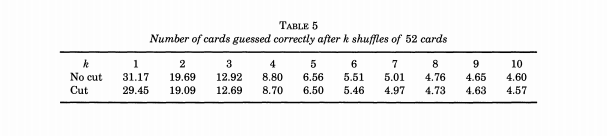 TABLE 5
Number of cards guessed correctly after k shuffles of 52 cards
k 1 2 3 4 5 6 7 8 9 10
No cut 31.17 19.69 12.92 8.80 6.56 5.51 5.01 4.76 4.65 4.60
Cut 29.45 19.09 12.69 8.70 6.50 5.46 4.97 4.73 4.63 4.57